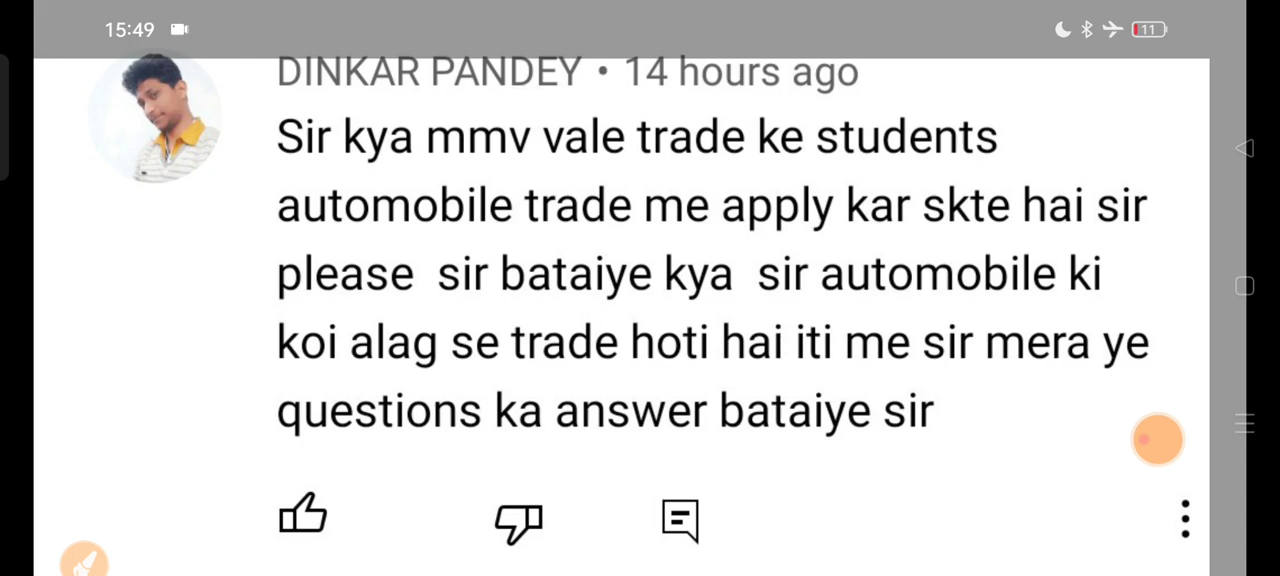 15:49
11
DINKAR PANDEY • 14 hours ago
Sir kya mmv vale trade ke students
automobile trade me apply kar skte hai sir
please  sir bataiye kya  sir automobile ki
koi alag se trade hoti hai iti me sir mera ye
questions ka answer bataiye sir